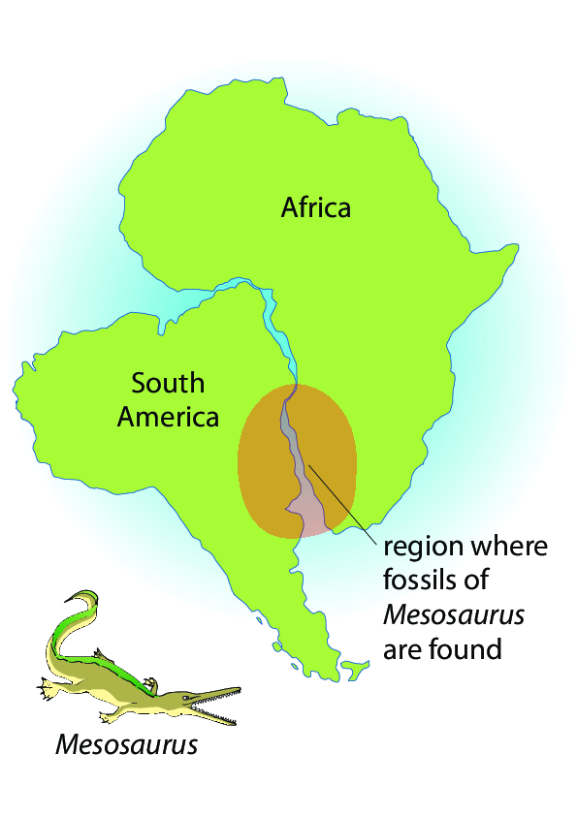 Africa
South
America
region where
fossils of
Mesosaurus
are found
Mesosaurus